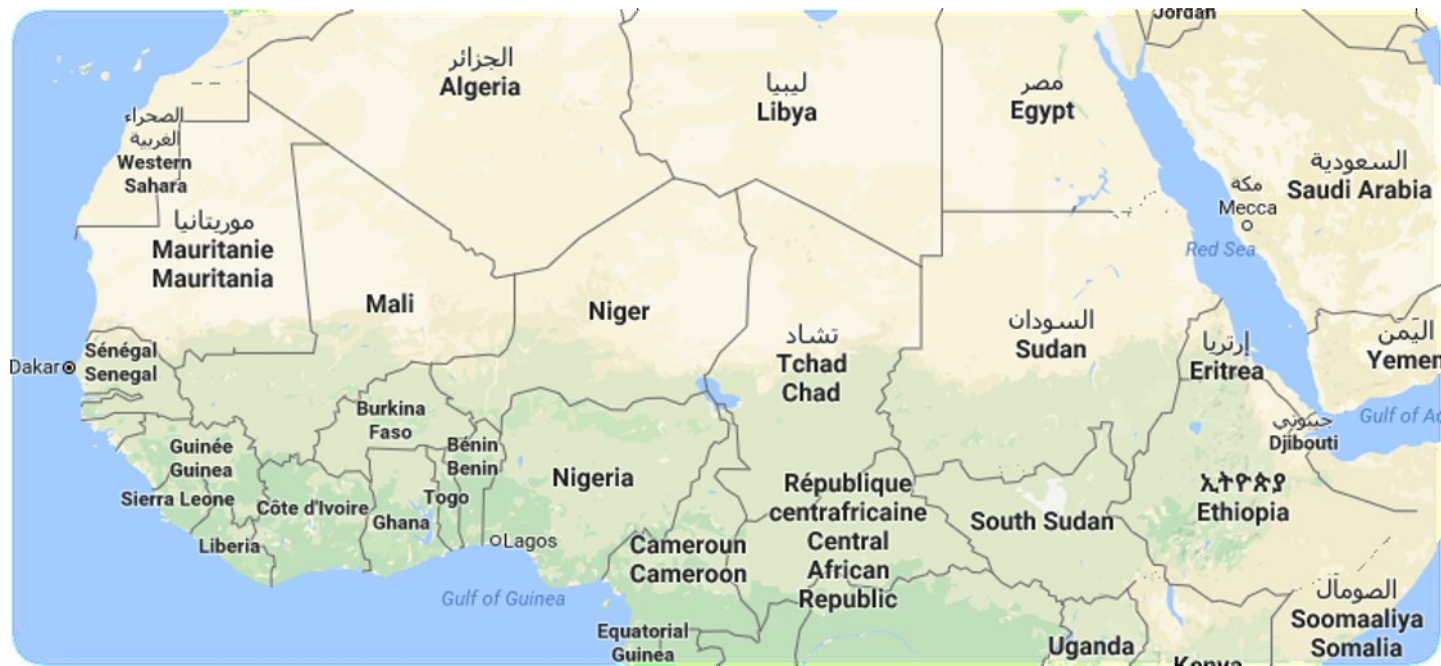 Jordan
الجزائر
Algeria
ليبيا
Libya
مصر
Egypt
الصحراء
الغربية
Western
Sahara
السعودية
Saudi Arabia
مكة
Mecca
موريتانيا
Mauritanie
Mauritania
Red Sea
Mali
Niger
تشاد
Tchad
Chad
السودان
Sudan
إرتريا
Eritrea
اليمن
Yemen
Dakar
Sénégal
Senegal
Burkina
Faso
جيبوتي
Djibouti
Gulf of A
Guinée
Guinea
Bénin
Benin
Nigeria
République
centrafricaine
Central
African
Republic
ኢትዮጵያ
Ethiopia
Sierra Leone
Côte d'Ivoire
Togo
Ghana
South Sudan
Liberia
Lagos
Cameroun
Cameroon
Gulf of Guinea
الصومال
Soomaaliya
Somalia
Equatorial
Guinea
Uganda
Kenya